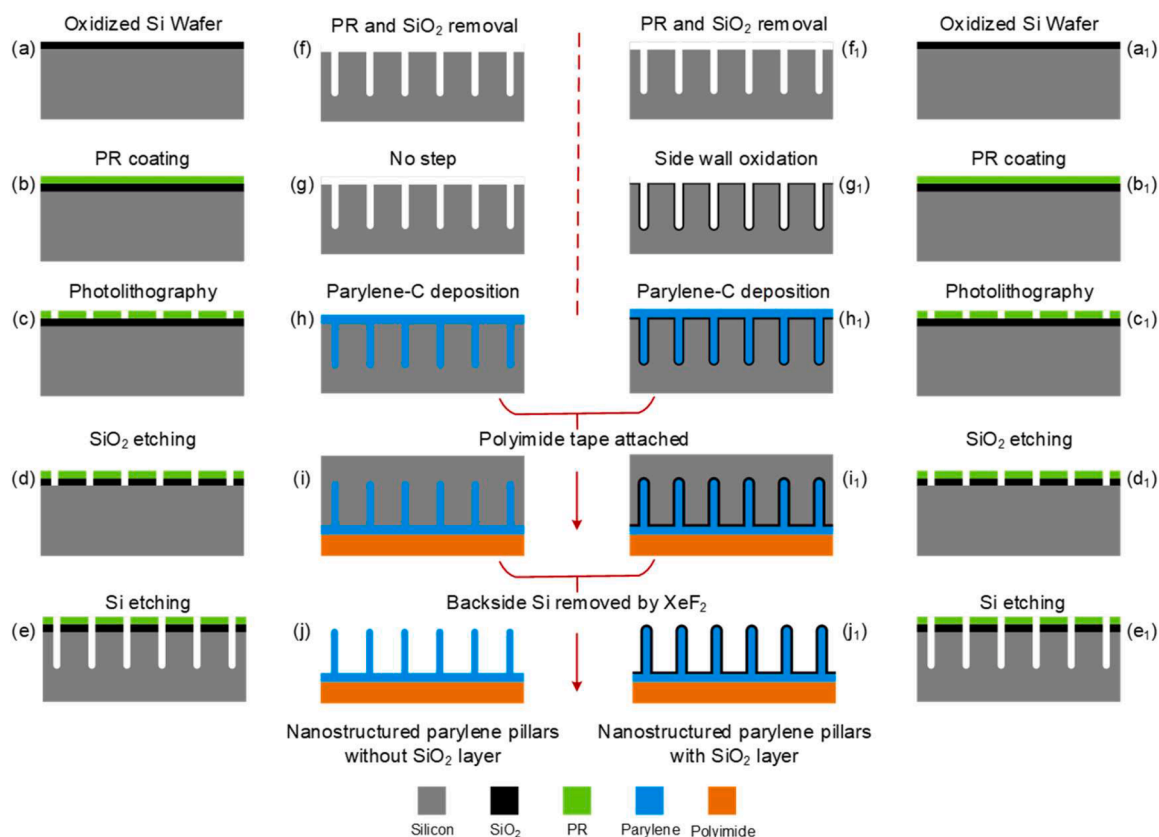 Oxidized Si Wafer
(a)
PR coating
(b)
Photolithography
(c)
SiO₂ etching
(d)
Si etching
(e)
PR and SiO₂ removal
(f)
No step
(g)
Parylene-C deposition
(h)
PR and SiO₂ removal
(f₁)
Side wall oxidation
(g₁)
Parylene-C deposition
(h₁)
Oxidized Si Wafer
(a₁)
PR coating
(b₁)
Photolithography
(c₁)
SiO₂ etching
(d₁)
Si etching
(e₁)
Polyimide tape attached
(i)
(i₁)
Backside Si removed by XeF₂
(j)
(j₁)
Nanostructured parylene pillars
without SiO₂ layer
Nanostructured parylene pillars
with SiO₂ layer
Silicon
SiO₂
PR
Parylene
Polyimide